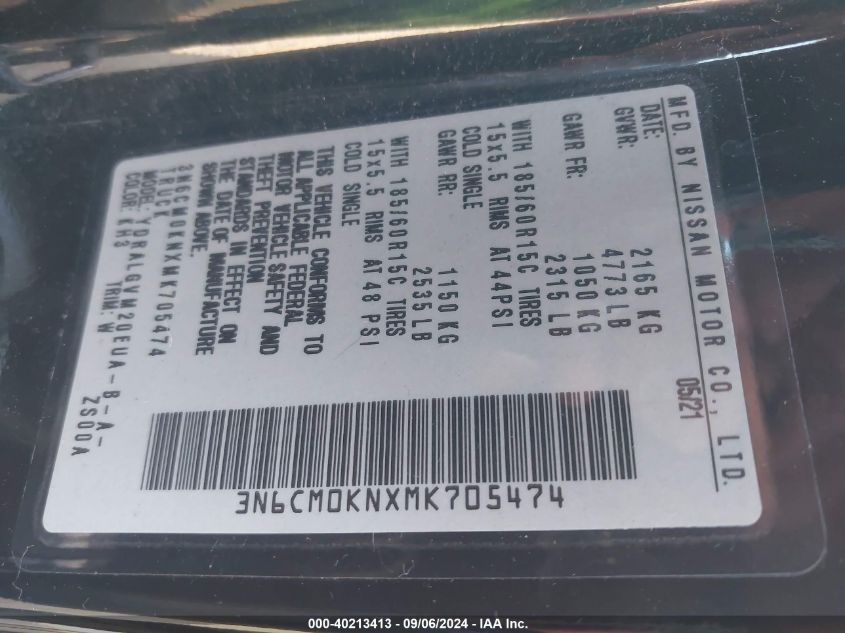 MFD. BY NISSAN MOTOR CO., LTD.
DATE: 05/21
GVWR: 2165 KG
4773 LB
GAWR FR: 1050 KG
2315 LB
WITH 185/60R15C TIRES
15x5.5 RIMS AT 44PSI
COLD SINGLE
GAWR RR: 1150 KG
2535 LB
WITH 185/60R15C TIRES
15x5.5 RIMS AT 48 PSI
COLD SINGLE
THIS VEHICLE CONFORMS TO
ALL APPLICABLE FEDERAL
MOTOR VEHICLE SAFETY AND
THEFT PREVENTION
STANDARDS IN EFFECT ON
THE DATE OF MANUFACTURE
SHOWN ABOVE.
3N6CM0KNXMK705474
TRUCK
MODEL: YDRALGVM20EUA-B-A-
COLOR: KH3 TRIM: W ZS00A
3N6CM0KNXMK705474
000-40213413 - 09/06/2024 - IAA Inc.